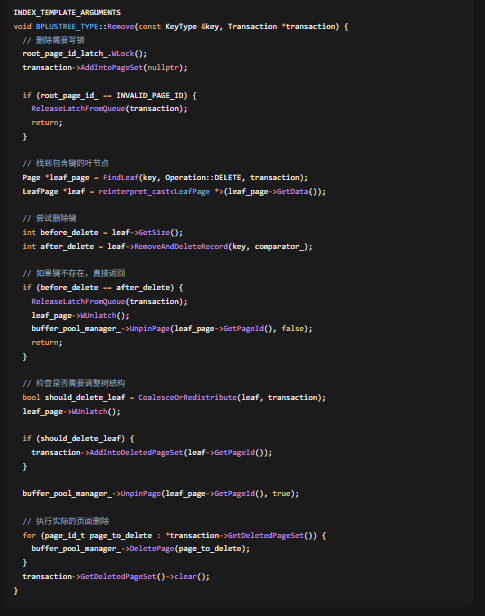 INDEX_TEMPLATE_ARGUMENTS
void BPLUSTREE_TYPE::Remove(const KeyType &key, Transaction *transaction) {
  // 删除需要写锁
  root_page_id_latch_.WLock();
  transaction->AddIntoPageSet(nullptr);

  if (root_page_id_ == INVALID_PAGE_ID) {
    ReleaseLatchFromQueue(transaction);
    return;
  }

  // 找到包含键的叶节点
  Page *leaf_page = FindLeaf(key, Operation::DELETE, transaction);
  LeafPage *leaf = reinterpret_cast<LeafPage *>(leaf_page->GetData());

  // 尝试删除键
  int before_delete = leaf->GetSize();
  int after_delete = leaf->RemoveAndDeleteRecord(key, comparator_);

  // 如果键不存在，直接返回
  if (before_delete == after_delete) {
    ReleaseLatchFromQueue(transaction);
    leaf_page->WUnlatch();
    buffer_pool_manager_->UnpinPage(leaf_page->GetPageId(), false);
    return;
  }

  // 检查是否需要调整树结构
  bool should_delete_leaf = CoalesceOrRedistribute(leaf, transaction);
  leaf_page->WUnlatch();

  if (should_delete_leaf) {
    transaction->AddIntoDeletedPageSet(leaf->GetPageId());
  }

  buffer_pool_manager_->UnpinPage(leaf_page->GetPageId(), true);

  // 执行实际的页面删除
  for (page_id_t page_to_delete : *transaction->GetDeletedPageSet()) {
    buffer_pool_manager_->DeletePage(page_to_delete);
  }
  transaction->GetDeletedPageSet()->clear();
}